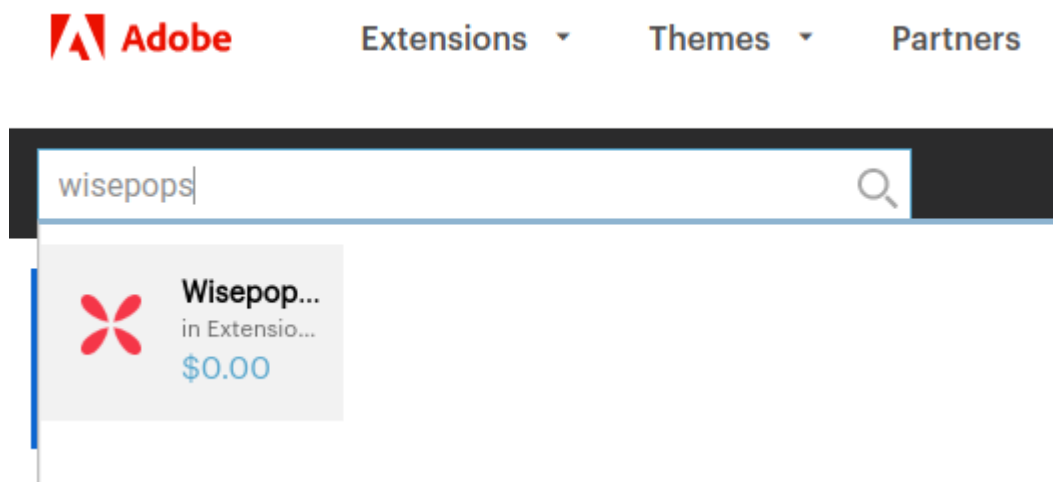 Adobe Extensions Themes Partners
wisepops
Wisepop...
in Extensio...
$0.00